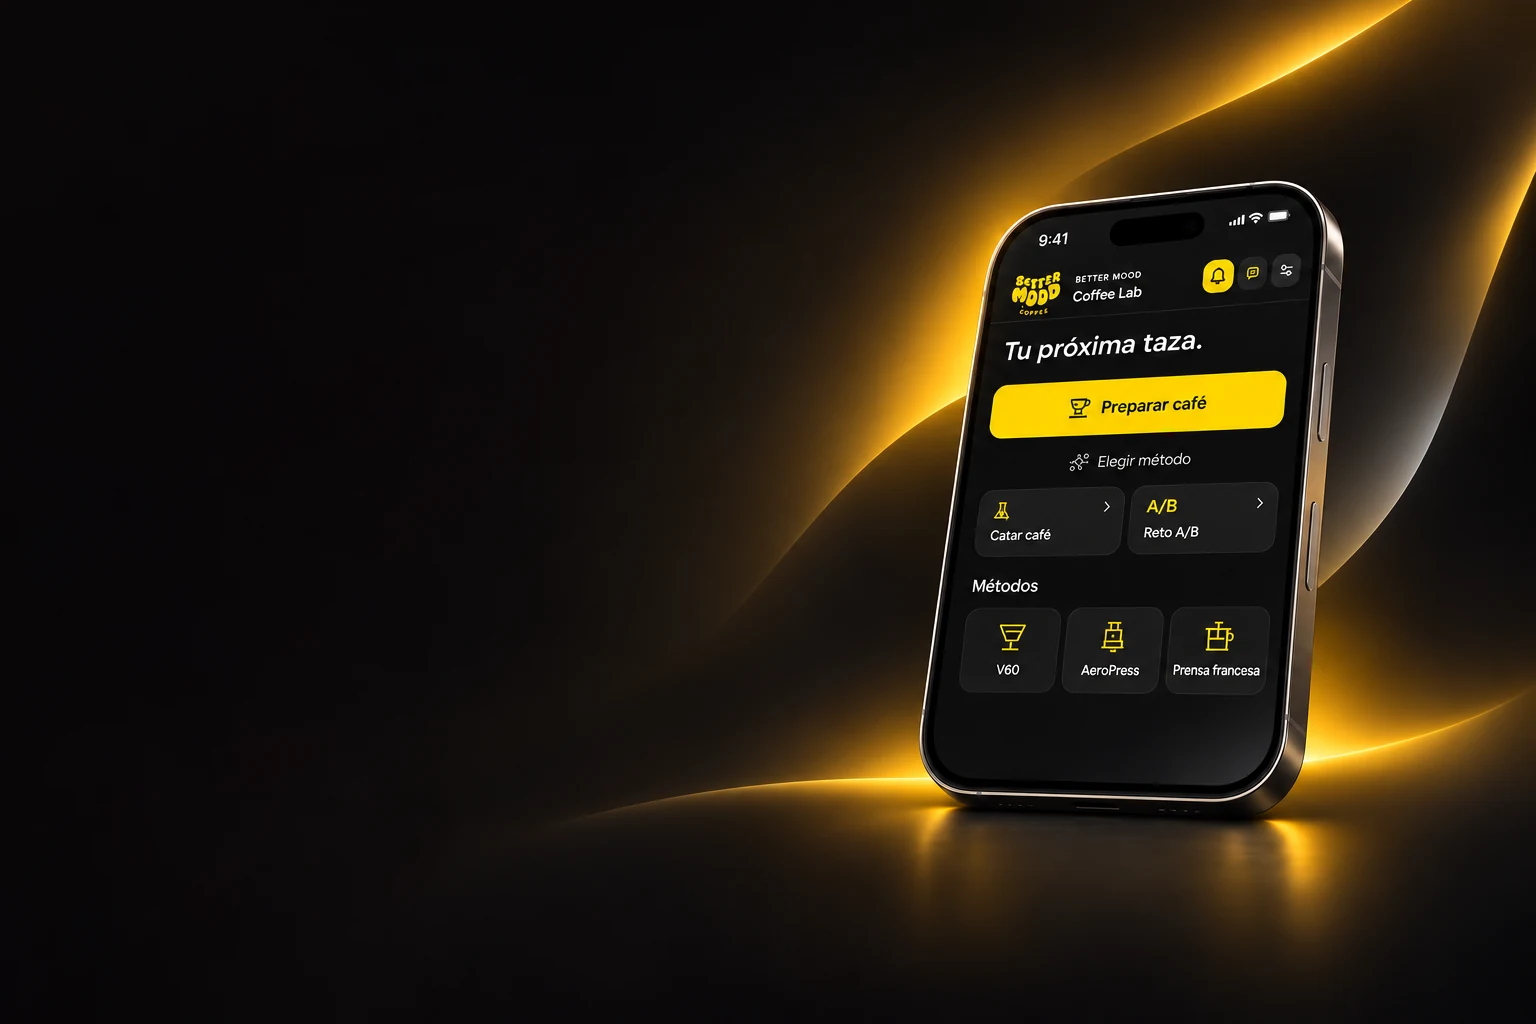 9:41
BETTER MOOD COFFEE
BETTER MOOD
Coffee Lab
Tu próxima taza.
Preparar café
Elegir método
Catar café
A/B
Reto A/B
Métodos
V60
AeroPress
Prensa francesa